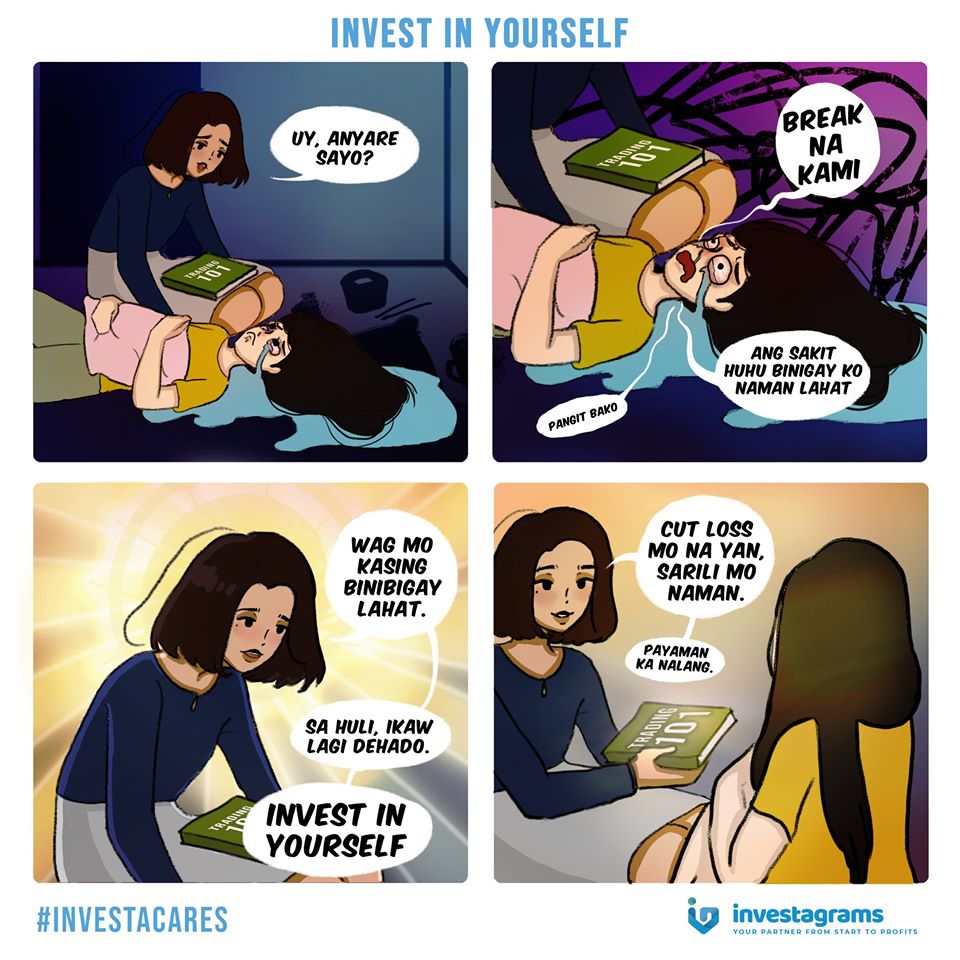 INVEST IN YOURSELF
UY, ANYARE
SAYO?
TRADING
101
BREAK
NA
KAMI
TRADING
101
ANG SAKIT
HUHU BINIGAY KO
NAMAN LAHAT
PANGIT BAKO
WAG MO
KASING
BINIBIGAY
LAHAT.
SA HULI, IKAW
LAGI DEHADO.
TRADING
INVEST IN
YOURSELF
CUT LOSS
MO NA YAN,
SARILI MO
NAMAN.
PAYAMAN
KA NALANG.
TRADING
101
#INVESTACARES
investagrams
YOUR PARTNER FROM START TO PROFITS